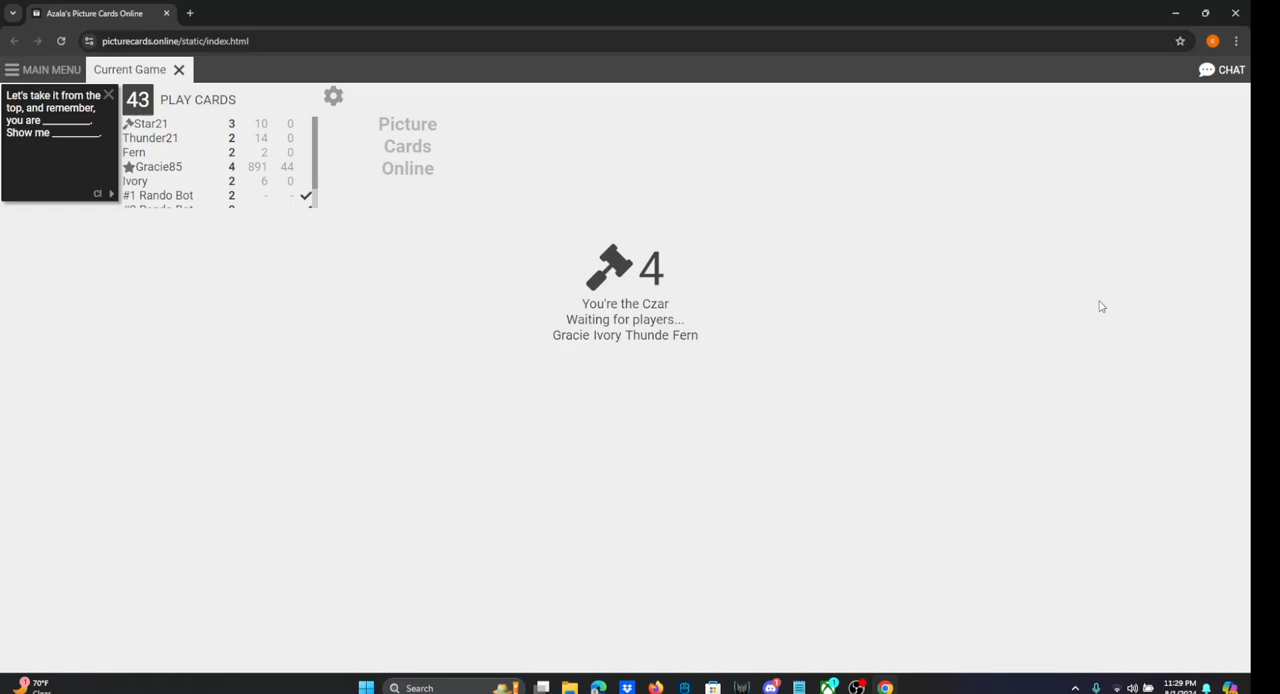 Azala's Picture Cards Online
picturecards.online/static/index.html
MAIN MENU
Current Game
CHAT
Let's take it from the
top, and remember,
you are ________.
Show me ________.
CI
43 PLAY CARDS
Star21 3 10 0
Thunder21 2 14 0
Fern 2 2 0
Gracie85 4 891 44
Ivory 2 6 0
#1 Rando Bot 2 - -
Picture
Cards
Online
4
You're the Czar
Waiting for players...
Gracie Ivory Thunde Fern
70°F
Clear
Search
11:29 PM